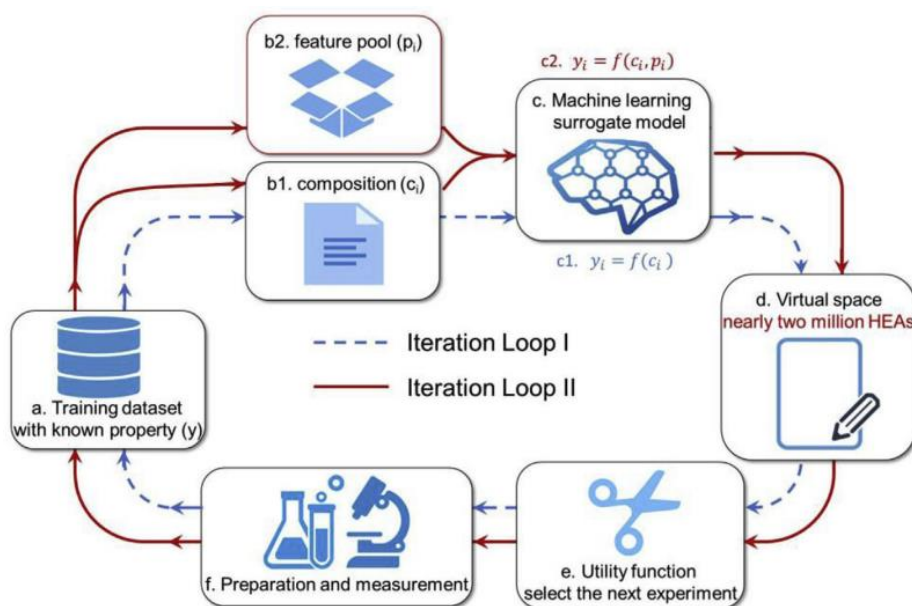 b2. feature pool (pᵢ)
c2. yᵢ = f(cᵢ,pᵢ)
c. Machine learning
surrogate model
b1. composition (cᵢ)
c1. yᵢ = f(cᵢ)
d. Virtual space
nearly two million HEAs
Iteration Loop I
Iteration Loop II
a. Training dataset
with known property (y)
f. Preparation and measurement
e. Utility function
select the next experiment